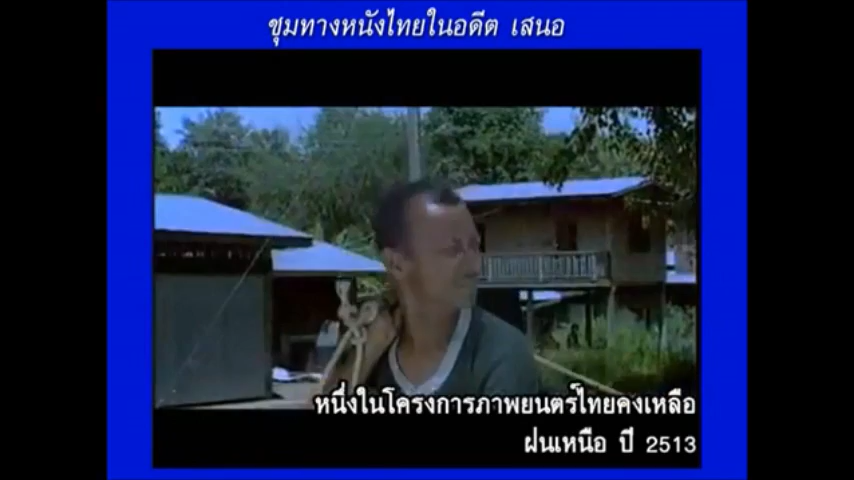 ชุมทางหนังไทยในอดีต เสนอ
หนึ่งในโครงการภาพยนตร์ไทยคงเหลือ
ฝนเหนือ ปี 2513